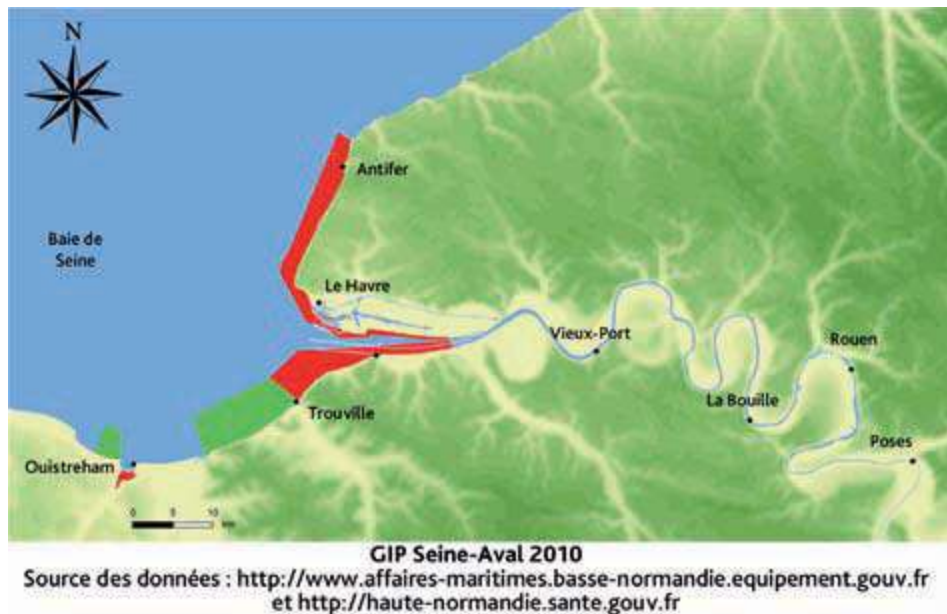 N
Antifer
Baie de
Seine
Le Havre
Vieux-Port
Rouen
Trouville
La Bouille
Poses
Ouistreham
0 5 10
km
GIP Seine-Aval 2010
Source des données : http://www.affaires-maritimes.basse-normandie.equipement.gouv.fr
et http://haute-normandie.sante.gouv.fr